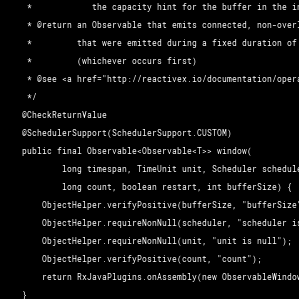 *            the capacity hint for the buffer in the in
* @return an Observable that emits connected, non-over
*         that were emitted during a fixed duration of
*         (whichever occurs first)
* @see <a href="http://reactivex.io/documentation/opera
*/
@CheckReturnValue
@SchedulerSupport(SchedulerSupport.CUSTOM)
public final Observable<Observable<T>> window(
        long timespan, TimeUnit unit, Scheduler schedule
        long count, boolean restart, int bufferSize) {
    ObjectHelper.verifyPositive(bufferSize, "bufferSize"
    ObjectHelper.requireNonNull(scheduler, "scheduler is
    ObjectHelper.requireNonNull(unit, "unit is null");
    ObjectHelper.verifyPositive(count, "count");
    return RxJavaPlugins.onAssembly(new ObservableWindow
}